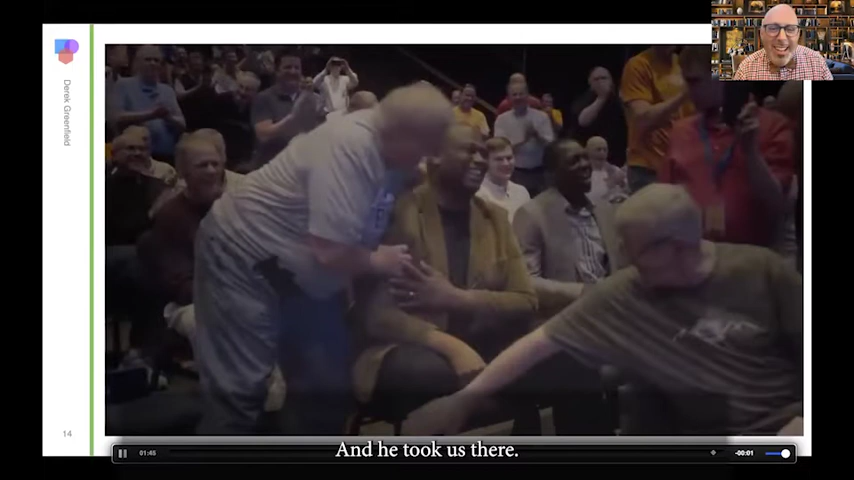 Derek Greenfield
14
01:45
And he took us there.
-00:01